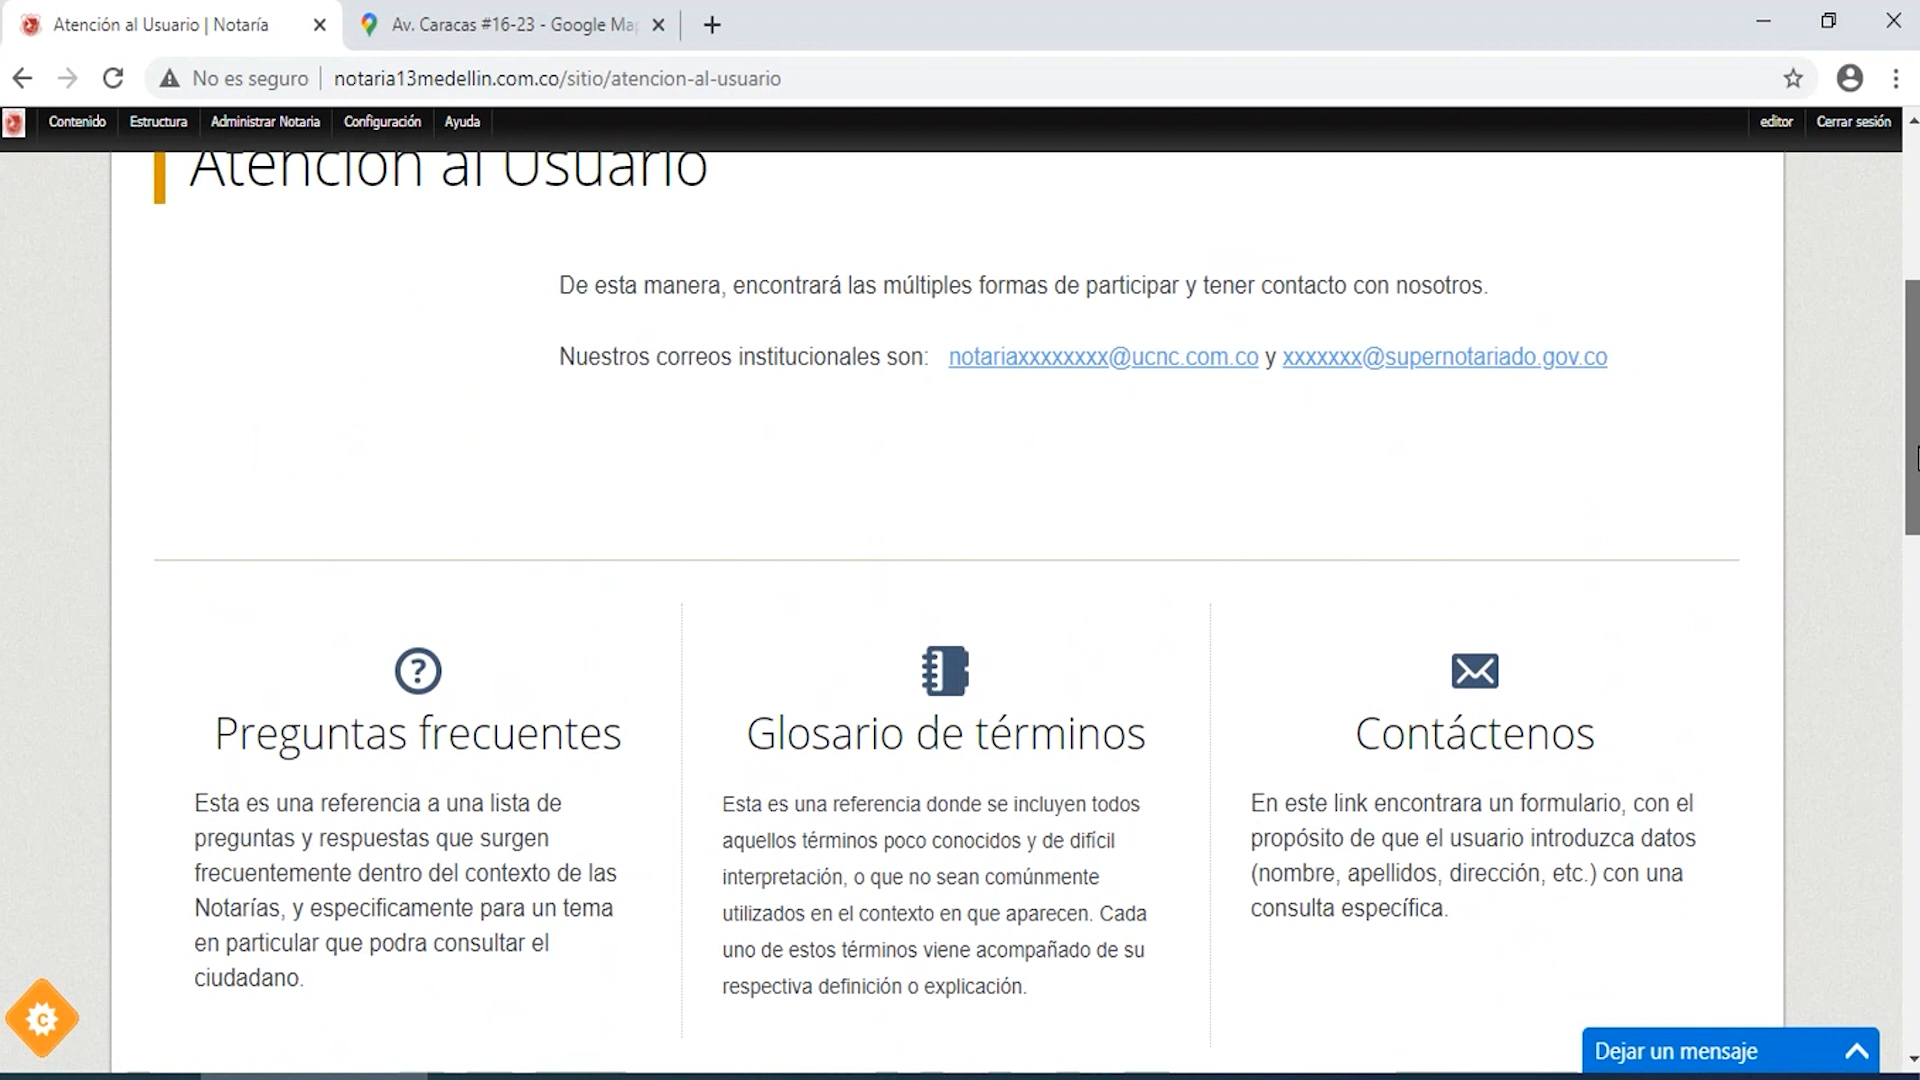 Atención al Usuario | Notaría
Av. Caracas #16-23 - Google Ma
No es seguro
notaria13medellin.com.co/sitio/atencion-al-usuario
Contenido Estructura Administrar Notaria Configuración Ayuda editor Cerrar sesión
Atención al Usuario
De esta manera, encontrará las múltiples formas de participar y tener contacto con nosotros.
Nuestros correos institucionales son: notariaxxxxxxxx@ucnc.com.co y xxxxxxx@supernotariado.gov.co
Preguntas frecuentes
Esta es una referencia a una lista de
preguntas y respuestas que surgen
frecuentemente dentro del contexto de las
Notarías, y especificamente para un tema
en particular que podra consultar el
ciudadano.
Glosario de términos
Esta es una referencia donde se incluyen todos
aquellos términos poco conocidos y de difícil
interpretación, o que no sean comúnmente
utilizados en el contexto en que aparecen. Cada
uno de estos términos viene acompañado de su
respectiva definición o explicación.
Contáctenos
En este link encontrara un formulario, con el
propósito de que el usuario introduzca datos
(nombre, apellidos, dirección, etc.) con una
consulta específica.
C
Dejar un mensaje